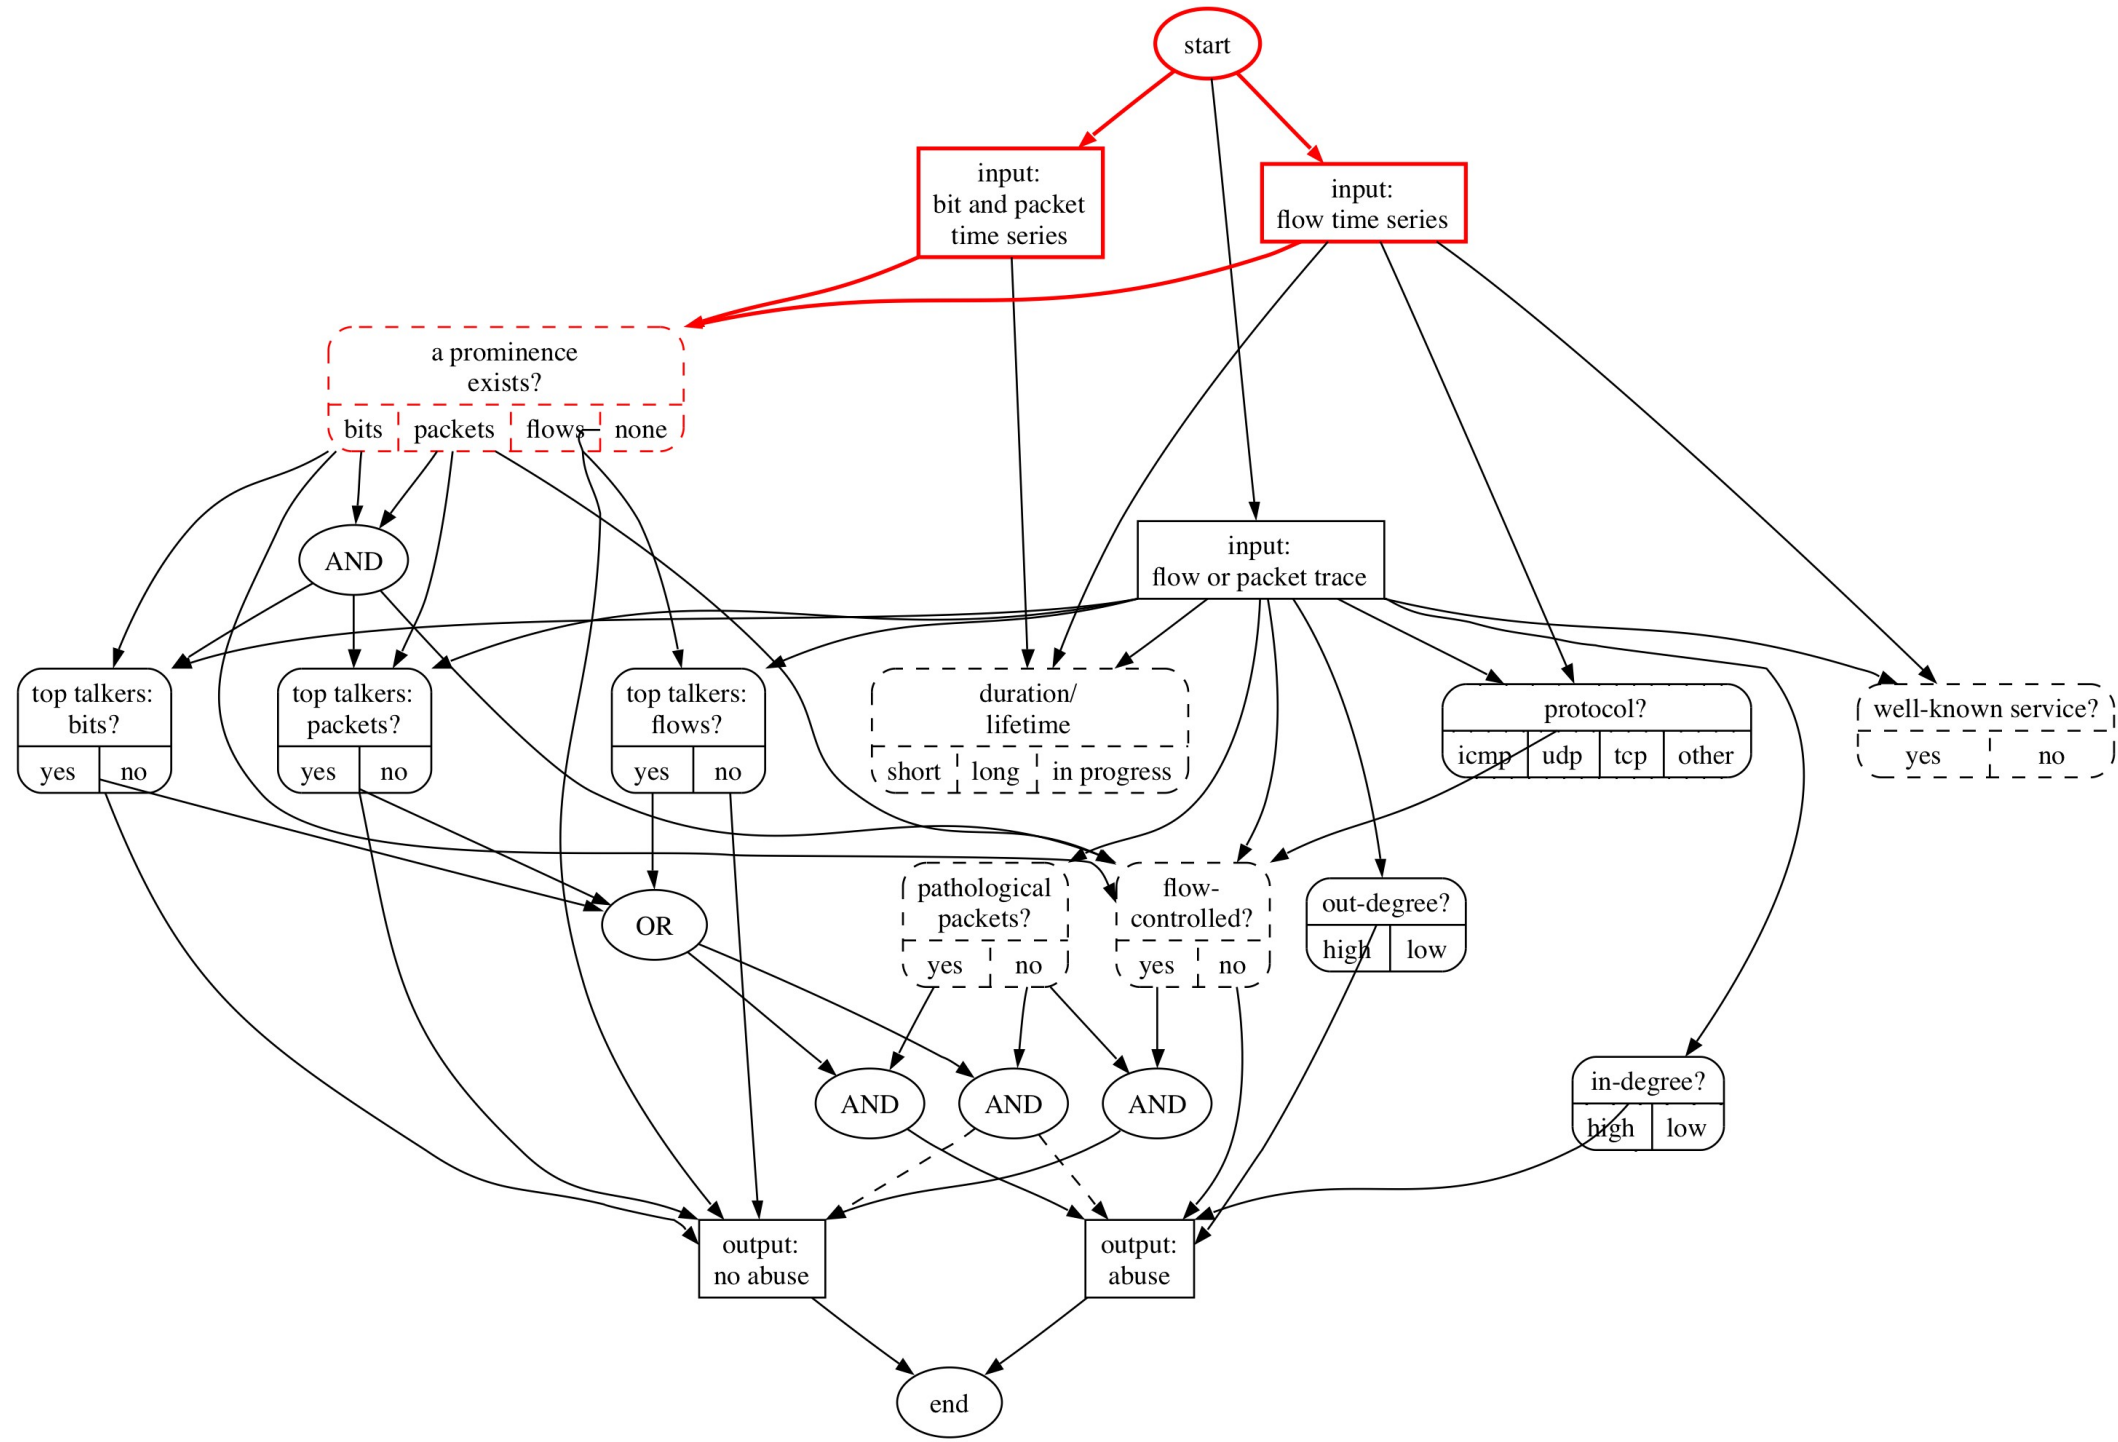 start
input:
bit and packet
time series
input:
flow time series
a prominence
exists?
bits
packets
flows
none
AND
input:
flow or packet trace
top talkers:
bits?
yes
no
top talkers:
packets?
yes
no
top talkers:
flows?
yes
no
duration/
lifetime
short
long
in progress
protocol?
icmp
udp
tcp
other
well-known service?
yes
no
OR
pathological
packets?
yes
no
flow-
controlled?
yes
no
out-degree?
high
low
AND
AND
AND
in-degree?
high
low
output:
no abuse
output:
abuse
end